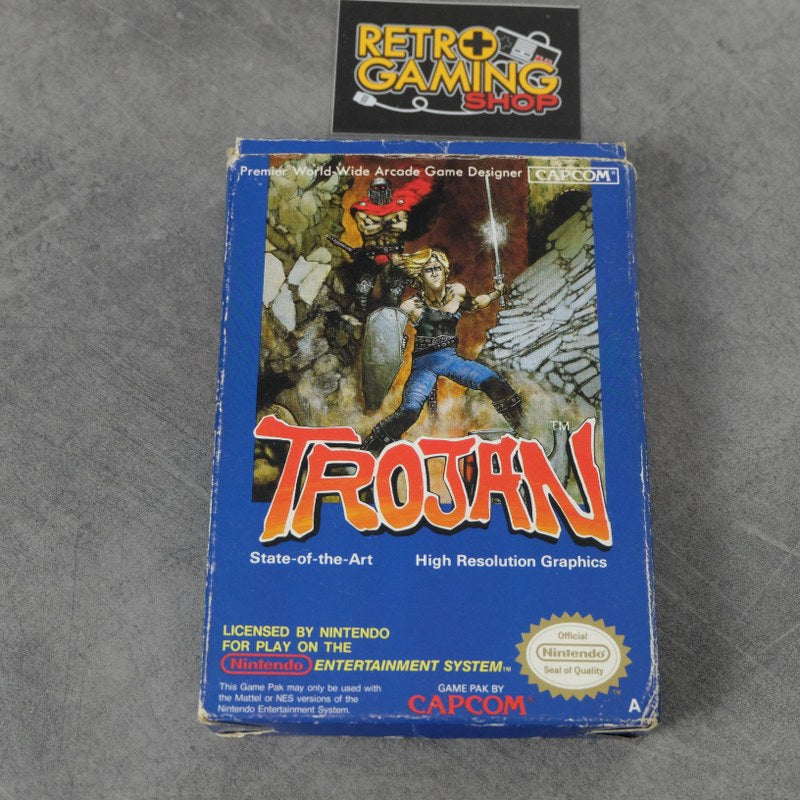 RETRO
GAMING
SHOP
Premier World-Wide Arcade Game Designer CAPCOM®
TROJAN™
State-of-the-Art High Resolution Graphics
LICENSED BY NINTENDO
FOR PLAY ON THE
Nintendo ENTERTAINMENT SYSTEM™
This Game Pak may only be used with
the Mattel or NES versions of the
Nintendo Entertainment System.
GAME PAK BY
CAPCOM®
Official
Nintendo®
Seal of Quality
™
A